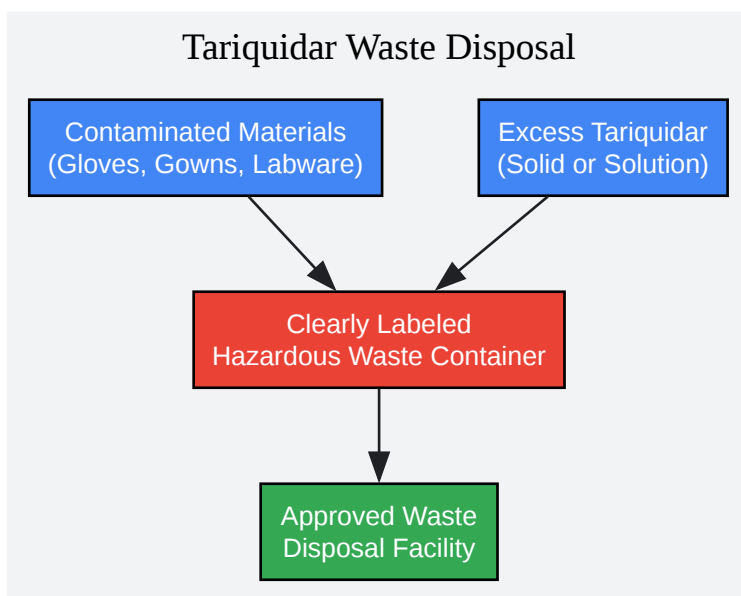 Tariquidar Waste Disposal
Contaminated Materials
(Gloves, Gowns, Labware)
Excess Tariquidar
(Solid or Solution)
Clearly Labeled
Hazardous Waste Container
Approved Waste
Disposal Facility